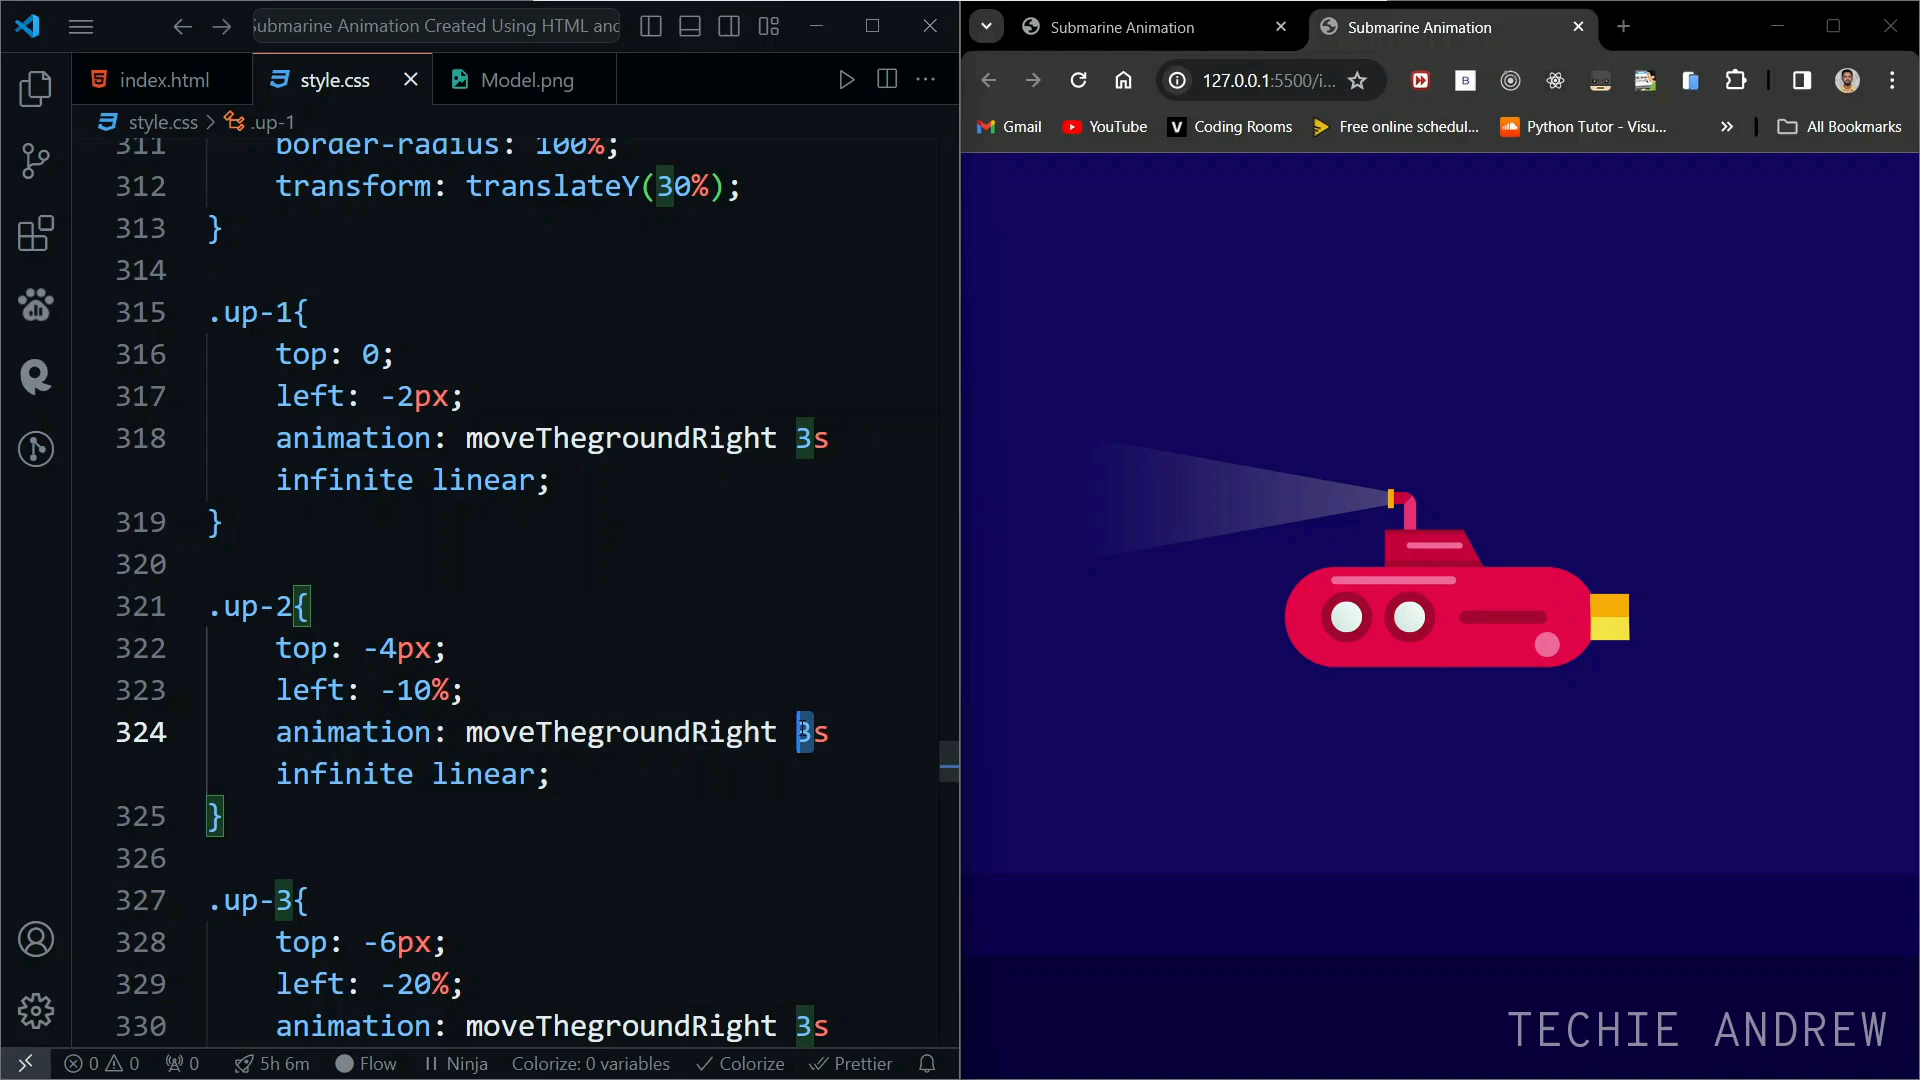 Submarine Animation Created Using HTML and
index.html
style.css
Model.png
style.css > .up-1
311 border-radius: 100%;
312 transform: translateY(30%);
313 }
314
315 .up-1{
316 top: 0;
317 left: -2px;
318 animation: moveThegroundRight 3s
infinite linear;
319 }
320
321 .up-2{
322 top: -4px;
323 left: -10%;
324 animation: moveThegroundRight 3s
infinite linear;
325 }
326
327 .up-3{
328 top: -6px;
329 left: -20%;
330 animation: moveThegroundRight 3s
0 0 0 5h 6m Flow Ninja Colorize: 0 variables Colorize Prettier
Submarine Animation
Submarine Animation
127.0.0.1:5500/i...
Gmail YouTube Coding Rooms Free online schedul... Python Tutor - Visu... » All Bookmarks
TECHIE ANDREW